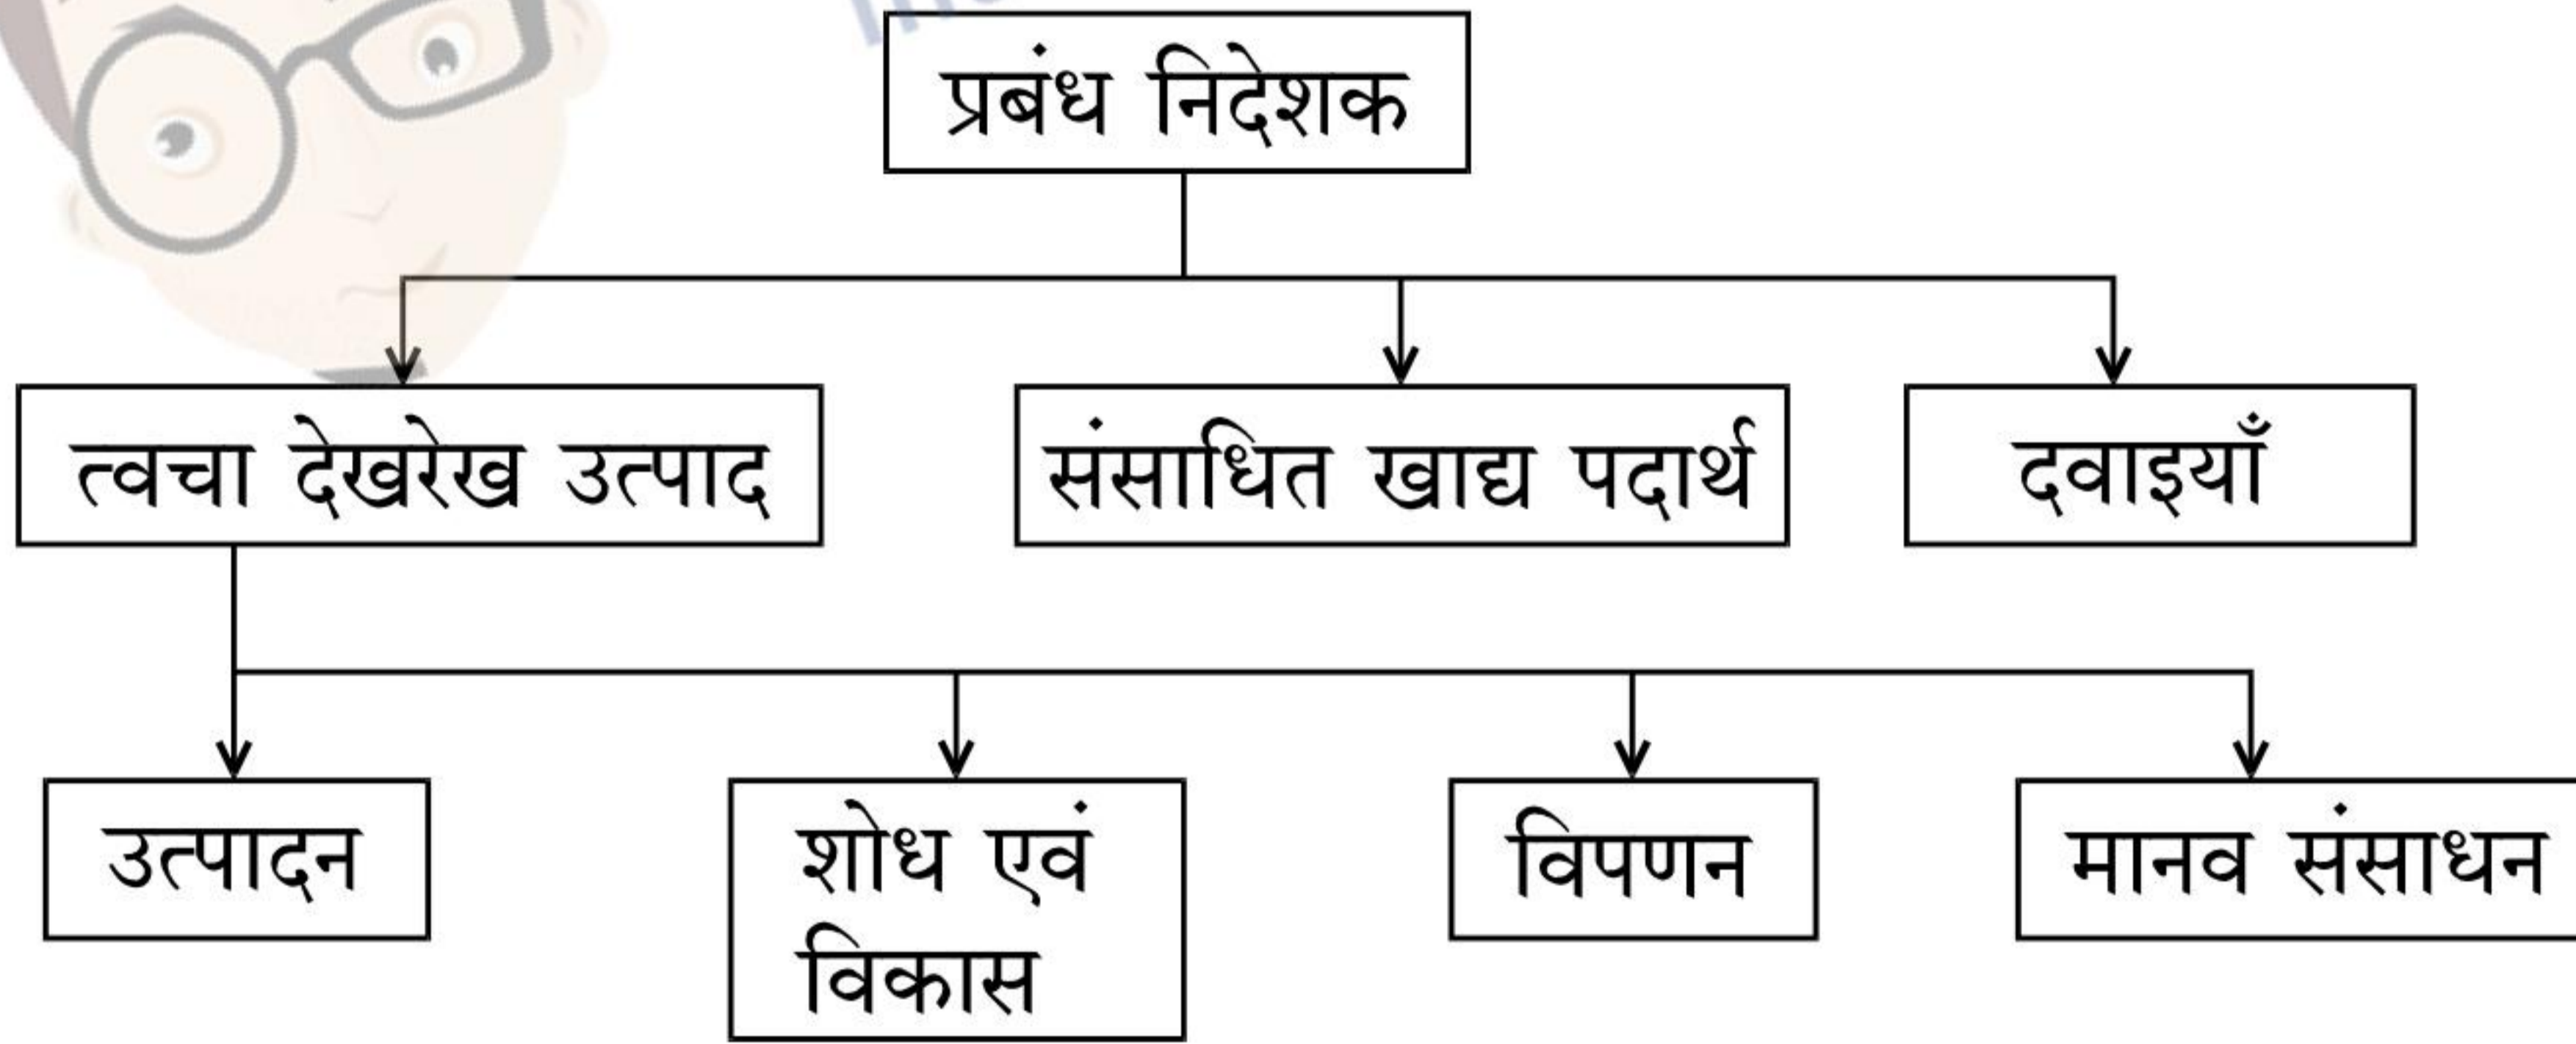 प्रबंध निदेशक
त्वचा देखरेख उत्पाद
संसाधित खाद्य पदार्थ
दवाइयाँ
उत्पादन
शोध एवं
विकास
विपणन
मानव संसाधन